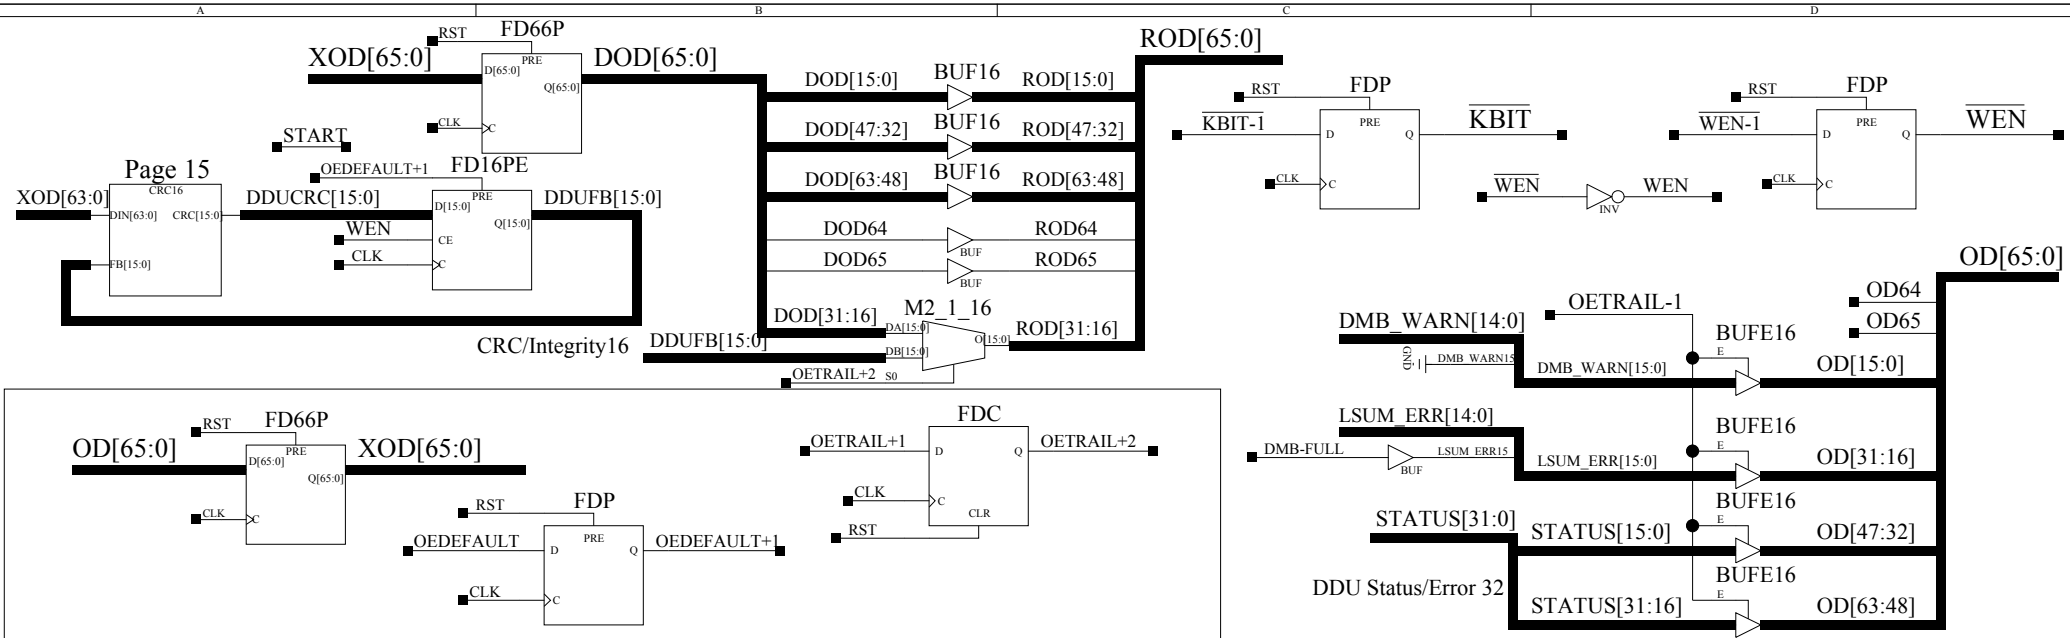 A B C D
RST FD66P
XOD[65:0] DOD[65:0]
PRE
D[65:0]
Q[65:0]
CLK C
START
OEDEFAULT+1 FD16PE
Page 15
CRC16
XOD[63:0] DIN[63:0] CRC[15:0] DDUCRC[15:0]
FB[15:0]
PRE
D[15:0]
Q[15:0] DDUFB[15:0]
WEN CE
CLK C
ROD[65:0]
DOD[15:0] BUF16 ROD[15:0]
DOD[47:32] BUF16 ROD[47:32]
DOD[63:48] BUF16 ROD[63:48]
DOD64 BUF ROD64
DOD65 BUF ROD65
M2_1_16
DOD[31:16] DA[15:0] O[15:0] ROD[31:16]
CRC/Integrity16 DDUFB[15:0] DB[15:0]
OETRAIL+2 S0
RST FDP
KBIT-1 D PRE Q KBIT
CLK C
RST FDP
WEN-1 D PRE Q WEN
CLK C
WEN INV WEN
OD[65:0]
OD64
OD65
OETRAIL-1
DMB_WARN[14:0] BUFE16
GND DMB_WARN15 E
DMB_WARN[15:0] OD[15:0]
LSUM_ERR[14:0] BUFE16
DMB-FULL BUF LSUM_ERR15 E
LSUM_ERR[15:0] OD[31:16]
BUFE16
STATUS[31:0] E
STATUS[15:0] OD[47:32]
BUFE16
DDU Status/Error 32 E
STATUS[31:16] OD[63:48]
RST FD66P
OD[65:0] XOD[65:0]
PRE
D[65:0]
Q[65:0]
CLK C
RST FDP
OEDEFAULT D PRE Q OEDEFAULT+1
CLK C
FDC
OETRAIL+1 D Q OETRAIL+2
CLK C
CLR
RST